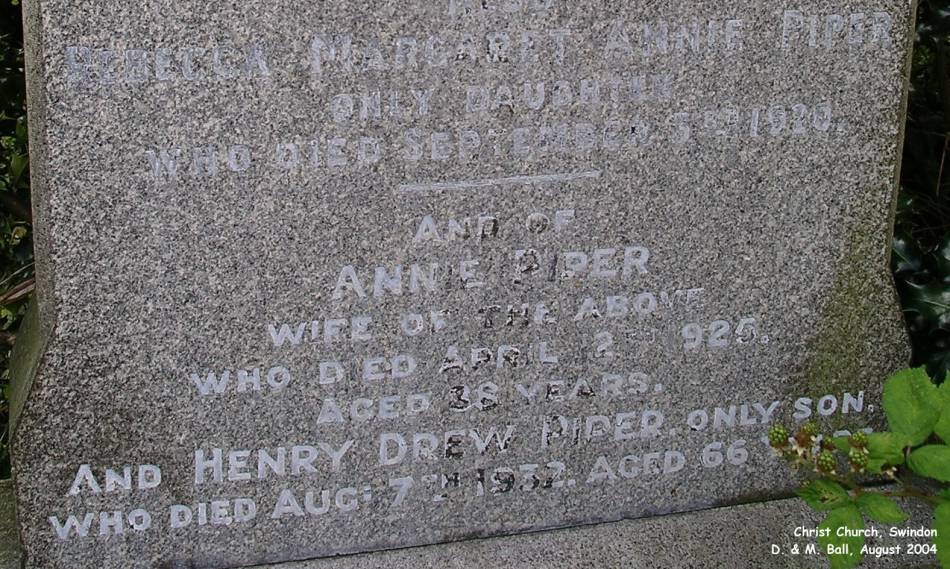 ALSO
REBECCA MARGARET ANNIE PIPER
ONLY DAUGHTER
WHO DIED SEPTEMBER 5TH 1920.
AND OF
ANNIE PIPER
WIFE OF THE ABOVE
WHO DIED APRIL 1925.
AGED YEARS.
AND HENRY DREW PIPER, ONLY SON.
WHO DIED AUG: 7TH 1932. AGED 66 YEARS
Christ Church, Swindon
D. & M. Ball, August 2004